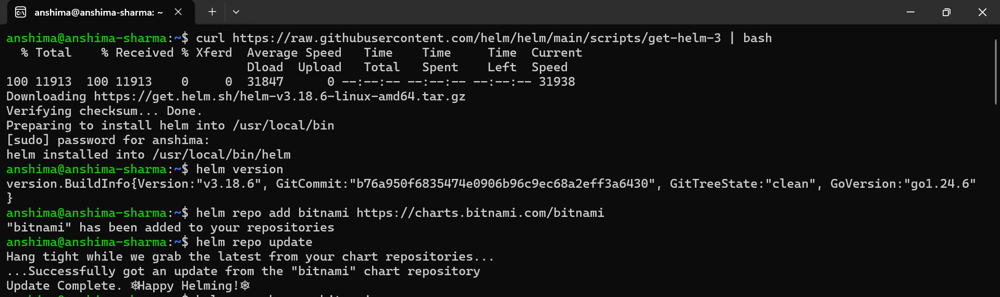 anshima@anshima-sharma: ~
anshima@anshima-sharma:~$ curl https://raw.githubusercontent.com/helm/helm/main/scripts/get-helm-3 | bash
  % Total    % Received % Xferd  Average Speed   Time    Time     Time  Current
                                 Dload  Upload   Total   Spent    Left  Speed
100 11913  100 11913    0     0  31847      0 --:--:-- --:--:-- --:--:-- 31938
Downloading https://get.helm.sh/helm-v3.18.6-linux-amd64.tar.gz
Verifying checksum... Done.
Preparing to install helm into /usr/local/bin
[sudo] password for anshima:
helm installed into /usr/local/bin/helm
anshima@anshima-sharma:~$ helm version
version.BuildInfo{Version:"v3.18.6", GitCommit:"b76a950f6835474e0906b96c9ec68a2eff3a6430", GitTreeState:"clean", GoVersion:"go1.24.6"
}
anshima@anshima-sharma:~$ helm repo add bitnami https://charts.bitnami.com/bitnami
"bitnami" has been added to your repositories
anshima@anshima-sharma:~$ helm repo update
Hang tight while we grab the latest from your chart repositories...
...Successfully got an update from the "bitnami" chart repository
Update Complete. ⎈Happy Helming!⎈